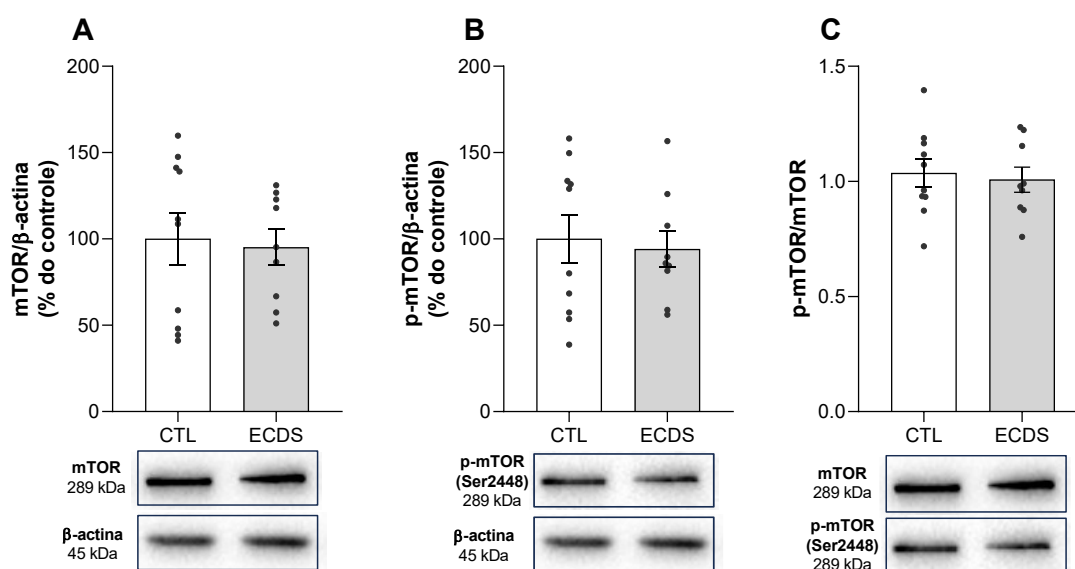 A
mTOR/β-actina
(% do controle)
200
150
100
50
0
CTL ECDS
mTOR
289 kDa
β-actina
45 kDa
B
p-mTOR/β-actina
(% do controle)
200
150
100
50
0
CTL ECDS
p-mTOR
(Ser2448)
289 kDa
β-actina
45 kDa
C
p-mTOR/mTOR
1.5
1.0
0.5
0.0
CTL ECDS
mTOR
289 kDa
p-mTOR
(Ser2448)
289 kDa